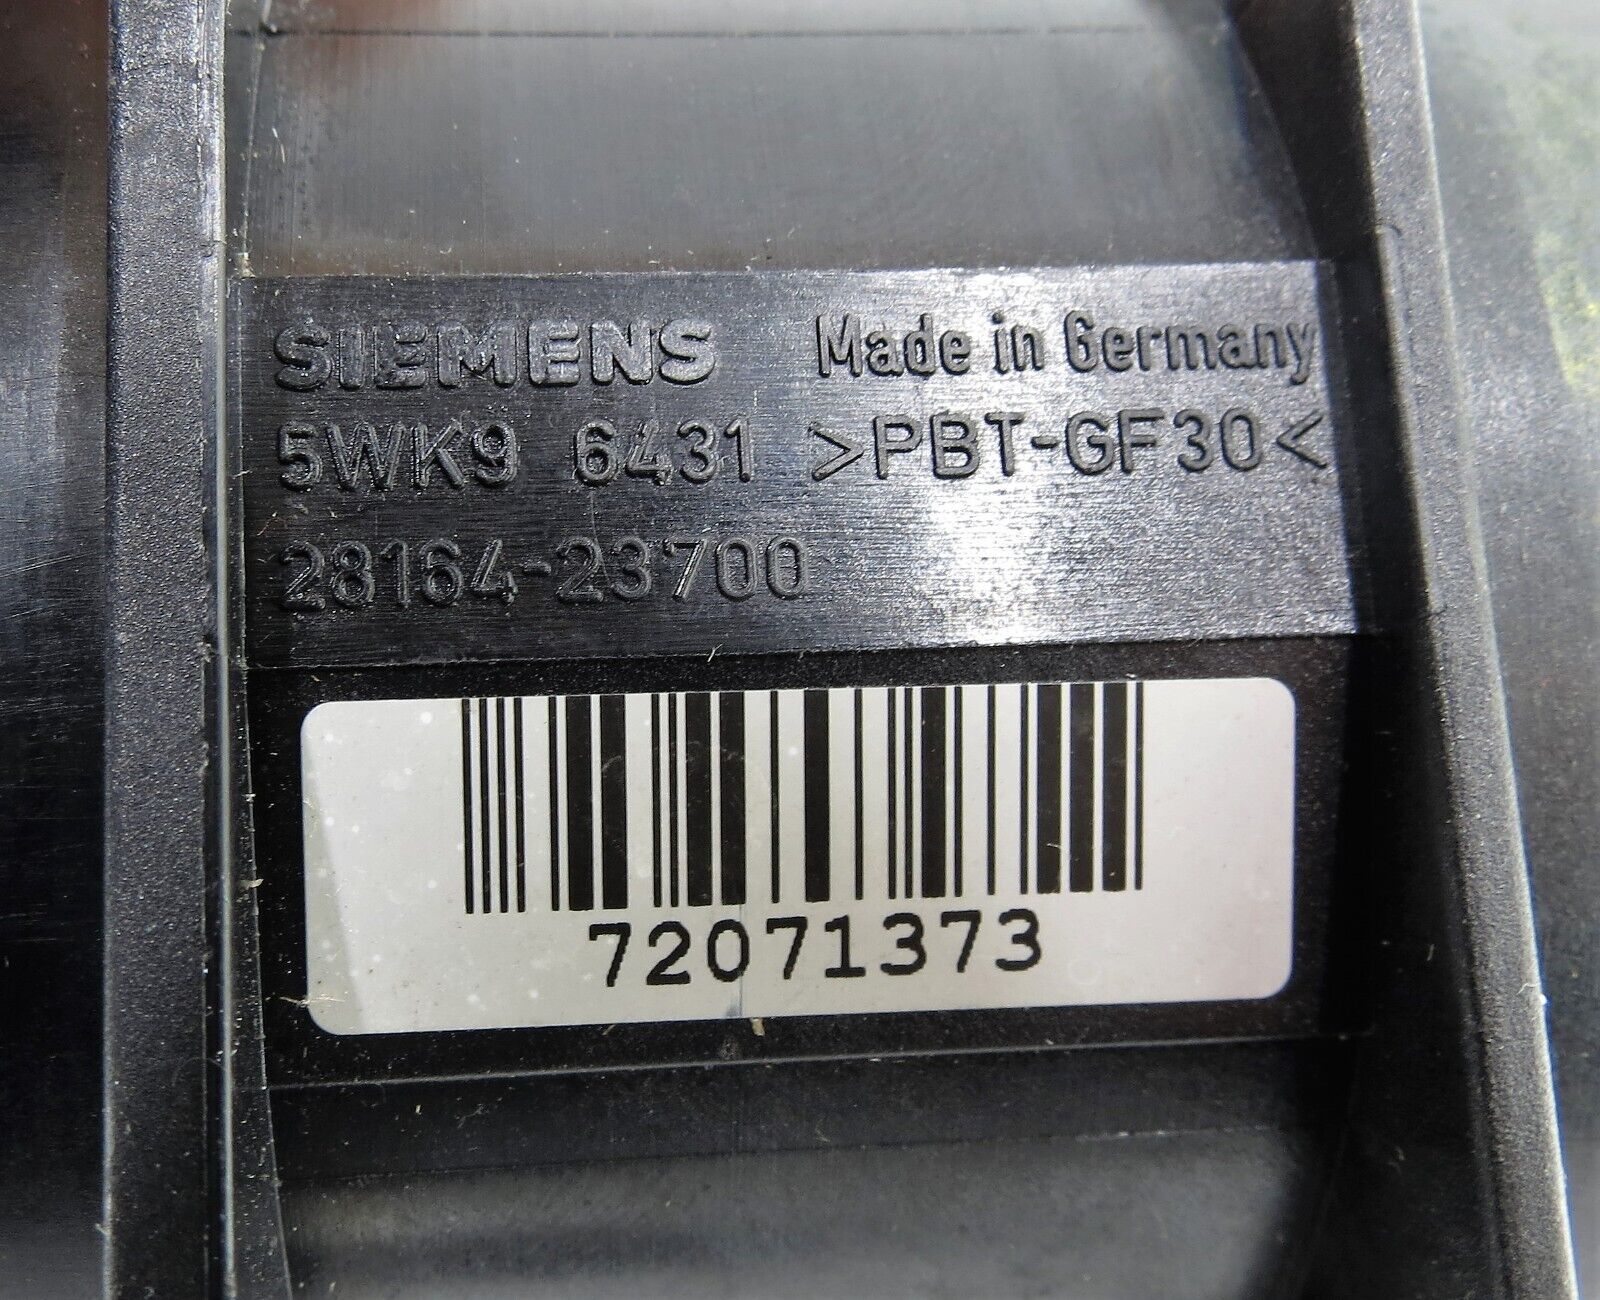 SIEMENS Made in Germany
5WK9 6431 >PBT-GF30<
28164-23700
72071373